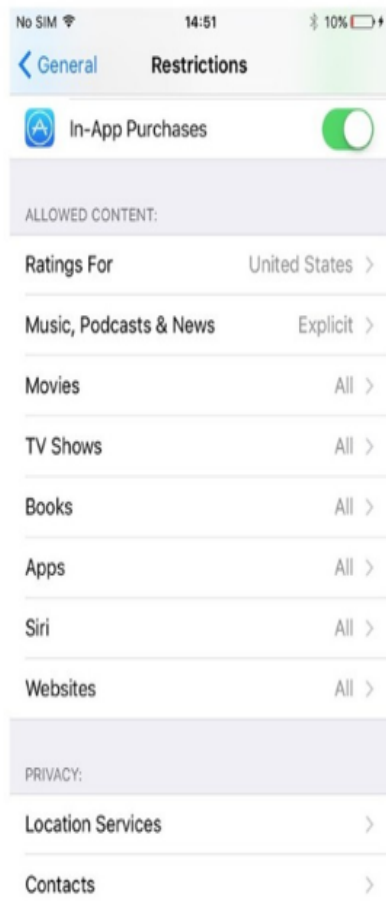 No SIM 14:51 10%
General Restrictions
In-App Purchases
ALLOWED CONTENT:
Ratings For United States
Music, Podcasts & News Explicit
Movies All
TV Shows All
Books All
Apps All
Siri All
Websites All
PRIVACY:
Location Services
Contacts